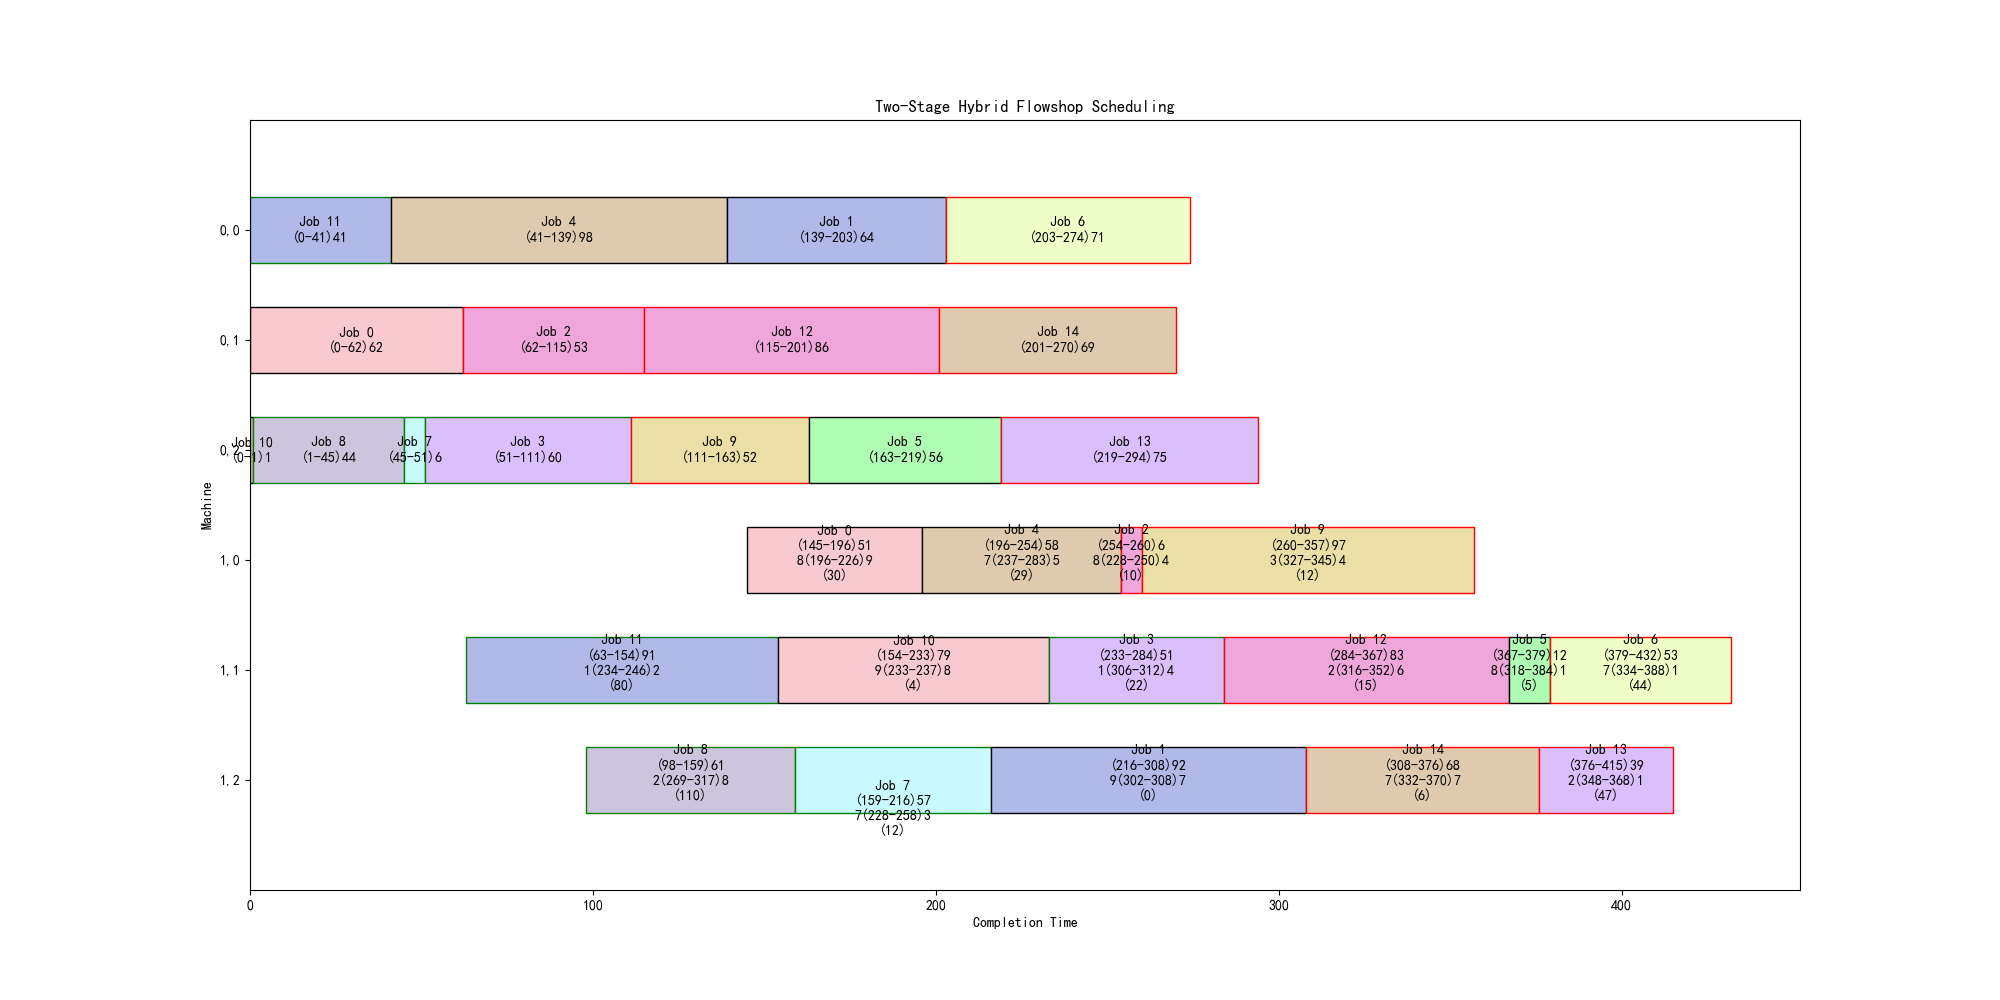 Two-Stage Hybrid Flowshop Scheduling
0,0
Job 11
(0-41)41
Job 4
(41-139)98
Job 1
(139-203)64
Job 6
(203-274)71
0,1
Job 0
(0-62)62
Job 2
(62-115)53
Job 12
(115-201)86
Job 14
(201-270)69
0,2
Job 10
(0-1)1
Job 8
(1-45)44
Job 7
(45-51)6
Job 3
(51-111)60
Job 9
(111-163)52
Job 5
(163-219)56
Job 13
(219-294)75
Machine
1,0
Job 0
(145-196)51
8(196-226)9
(30)
Job 4
(196-254)58
7(237-283)5
(29)
Job 2
(254-260)6
8(228-250)4
(10)
Job 9
(260-357)97
3(327-345)4
(12)
1,1
Job 11
(63-154)91
1(234-246)2
(80)
Job 10
(154-233)79
9(233-237)8
(4)
Job 3
(233-284)51
1(306-312)4
(22)
Job 12
(284-367)83
2(316-352)6
(15)
Job 5
(367-379)12
8(318-384)1
(5)
Job 6
(379-432)53
7(334-388)1
(44)
1,2
Job 8
(98-159)61
2(269-317)8
(110)
Job 7
(159-216)57
7(228-258)3
(12)
Job 1
(216-308)92
9(302-308)7
(0)
Job 14
(308-376)68
7(332-370)7
(6)
Job 13
(376-415)39
2(348-368)1
(47)
0
100
200
300
400
Completion Time